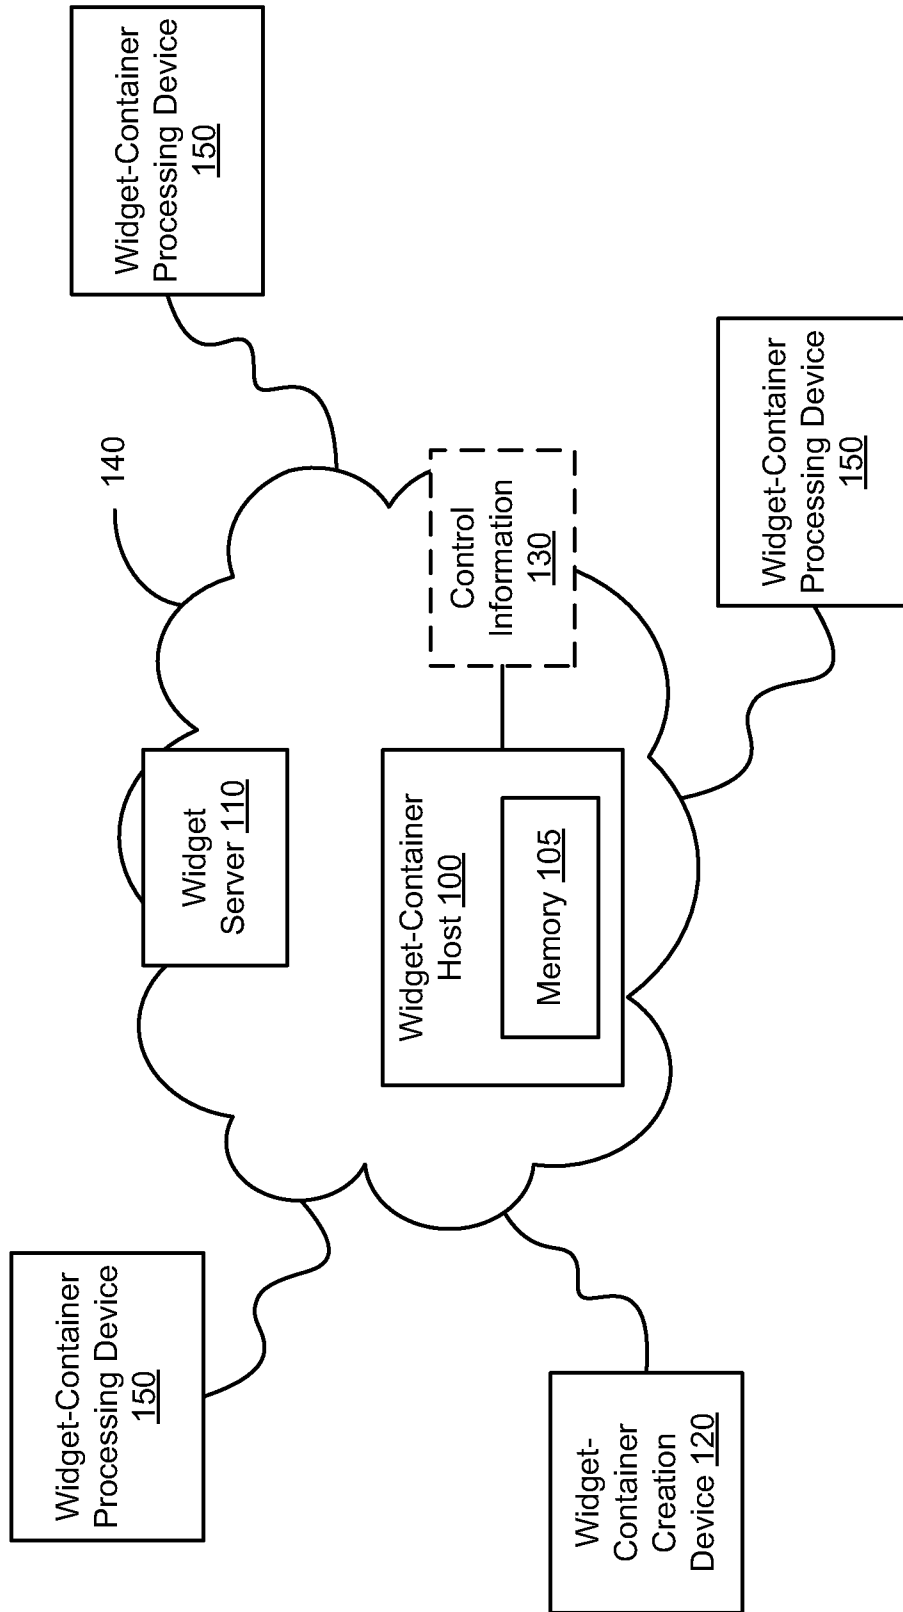 Widget-Container
Processing Device
150
140
Widget-Container
Processing Device
150
Widget
Server 110
Widget-Container
Host 100
Memory 105
Control
Information
130
Widget-
Container
Creation
Device 120
Widget-Container
Processing Device
150